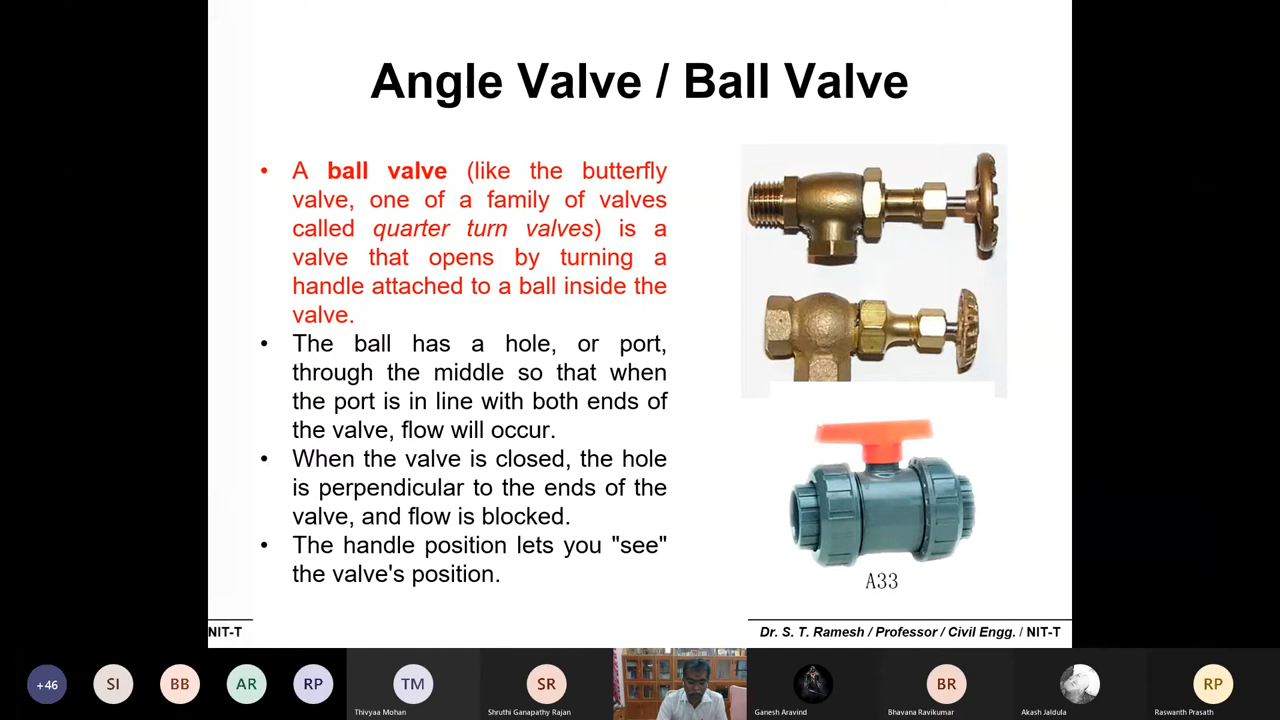 Angle Valve / Ball Valve
• A ball valve (like the butterfly
valve, one of a family of valves
called quarter turn valves) is a
valve that opens by turning a
handle attached to a ball inside the
valve.
• The ball has a hole, or port,
through the middle so that when
the port is in line with both ends of
the valve, flow will occur.
• When the valve is closed, the hole
is perpendicular to the ends of the
valve, and flow is blocked.
• The handle position lets you "see"
the valve's position.
A33
NIT-T
Dr. S. T. Ramesh / Professor / Civil Engg. / NIT-T
+46
SI
BB
AR
RP
TM
Thivyaa Mohan
SR
Shruthi Ganapathy Rajan
Ganesh Aravind
BR
Bhavana Ravikumar
Akash Jaldula
RP
Raswanth Prasath